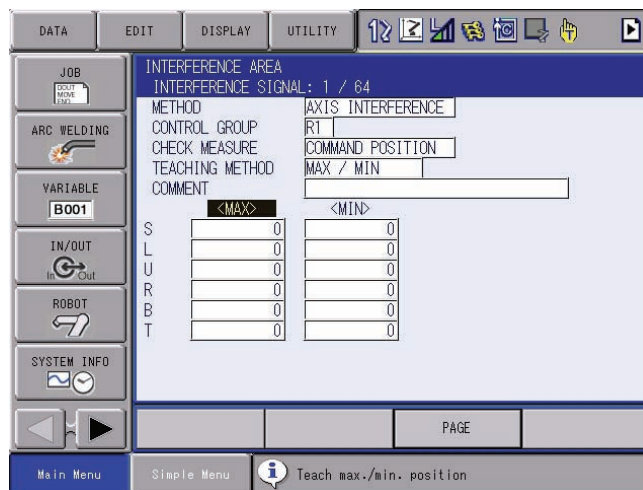 DATA EDIT DISPLAY UTILITY
JOB
DOUT
MOVE
END
ARC WELDING
VARIABLE
B001
IN/OUT
In Out
ROBOT
SYSTEM INFO
INTERFERENCE AREA
INTERFERENCE SIGNAL: 1 / 64
METHOD AXIS INTERFERENCE
CONTROL GROUP R1
CHECK MEASURE COMMAND POSITION
TEACHING METHOD MAX / MIN
COMMENT
<MAX> <MIN>
S 0 0
L 0 0
U 0 0
R 0 0
B 0 0
T 0 0
PAGE
Main Menu Simple Menu Teach max./min. position